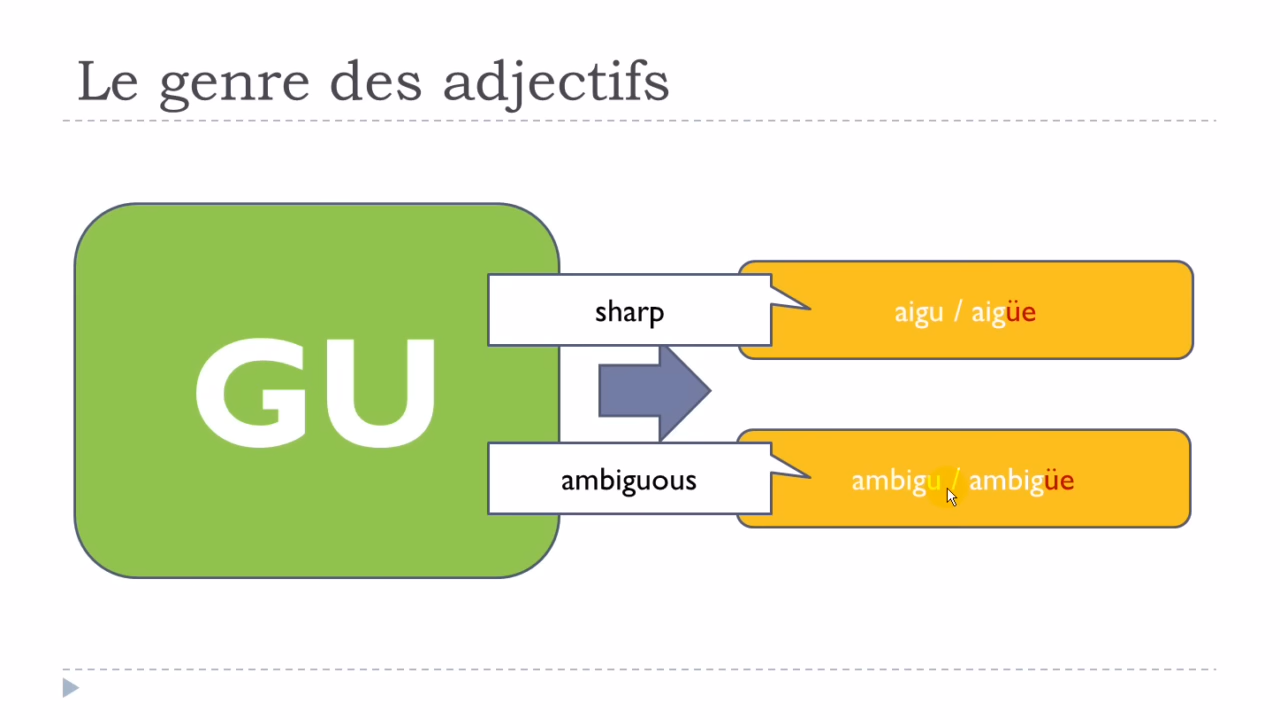 Le genre des adjectifs
GU
sharp
aigu / aigüe
ambiguous
ambigu / ambigüe